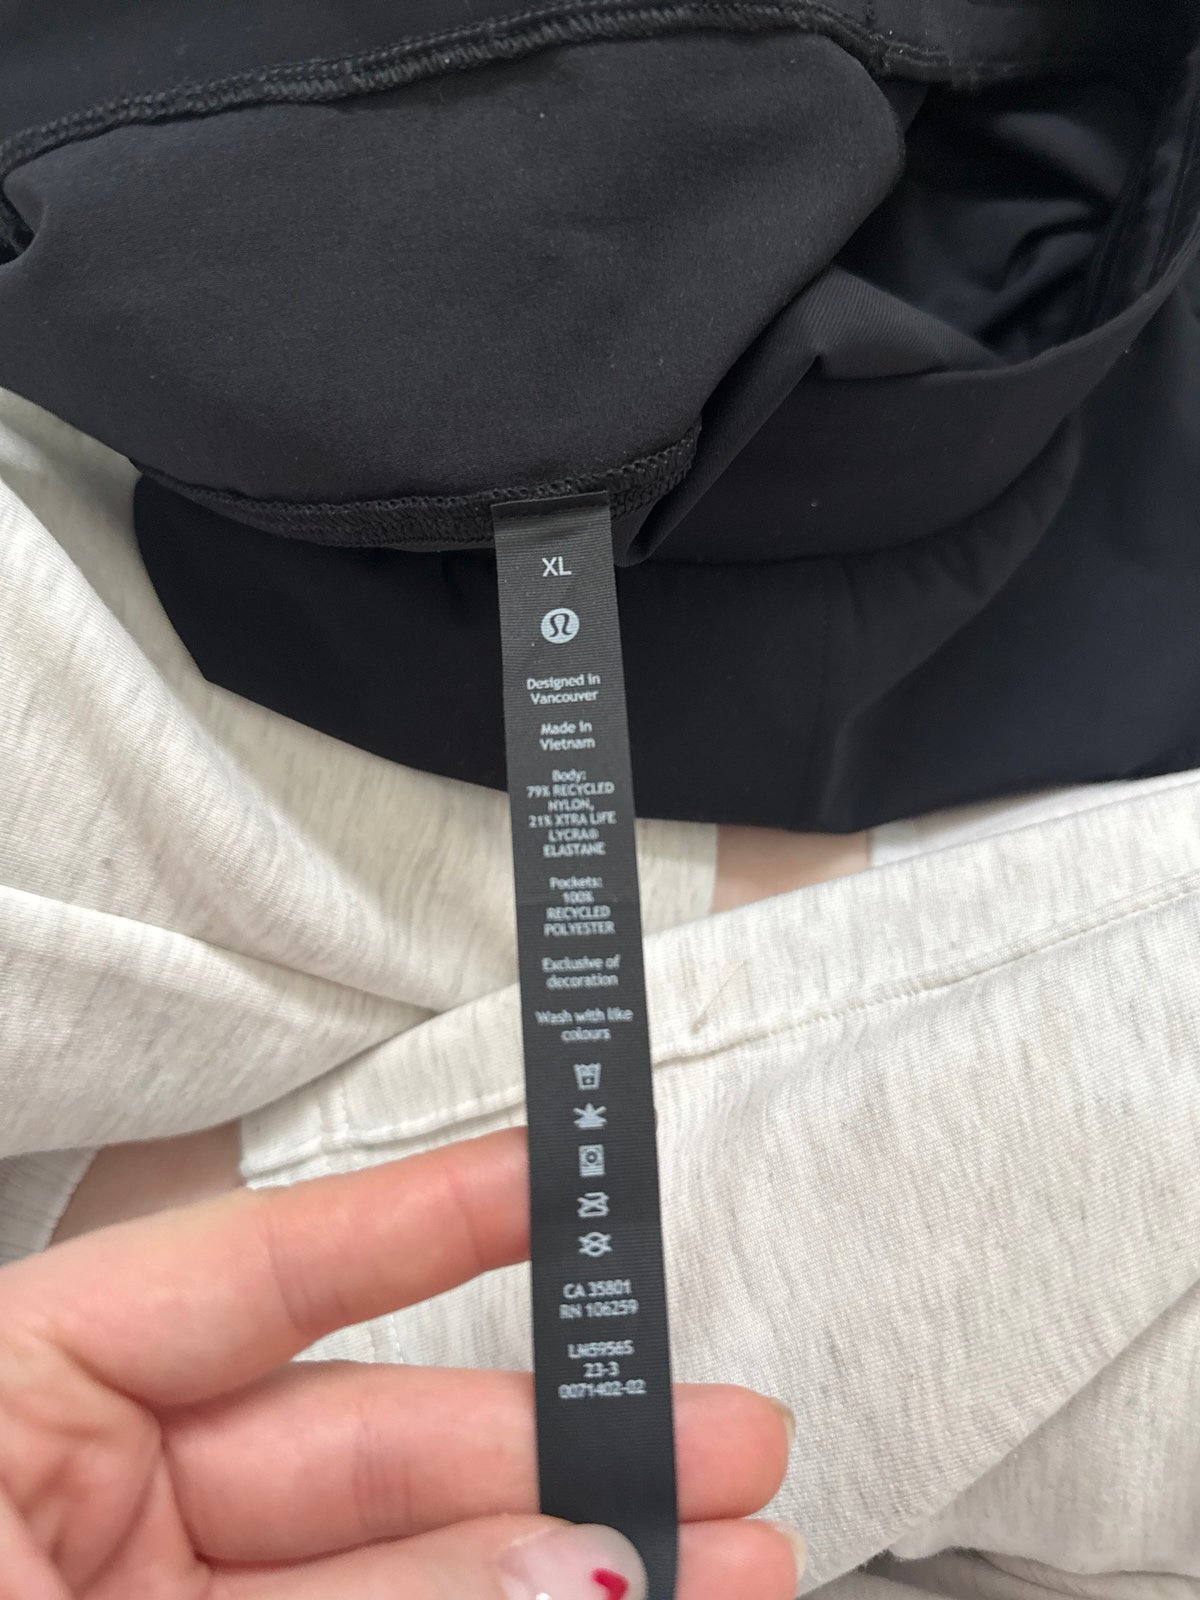 XL
Designed in
Vancouver
Made in
Vietnam
Body:
79% RECYCLED
NYLON,
21% XTRA LIFE
LYCRA®
ELASTANE
Pockets:
100%
RECYCLED
POLYESTER
Exclusive of
decoration
Wash with like
colours
CA 35801
RN 106259
LM5956S
23-3
0071402-02